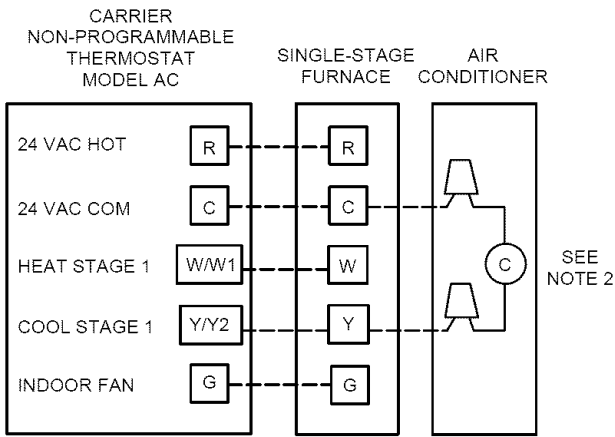 CARRIER
NON-PROGRAMMABLE
THERMOSTAT
MODEL AC
SINGLE-STAGE
FURNACE
AIR
CONDITIONER
24 VAC HOT R R
24 VAC COM C C
HEAT STAGE 1 W/W1 W
C
SEE
NOTE 2
COOL STAGE 1 Y/Y2 Y
INDOOR FAN G G